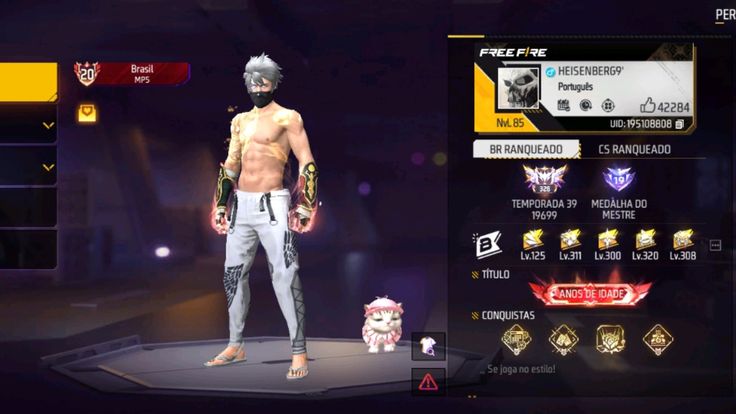 PER
20
Brasil
MP5
FREE FIRE
HEISENBERG9'
Português
42284
Nvl. 85
UID: 195108808
BR RANQUEADO
CS RANQUEADO
328
19
TEMPORADA 39
19699
MEDALHA DO
MESTRE
B
Lv.125
Lv.311
Lv.300
Lv.320
Lv.308
TÍTULO
ANOS DE IDADE
CONQUISTAS
Se joga no estilo!